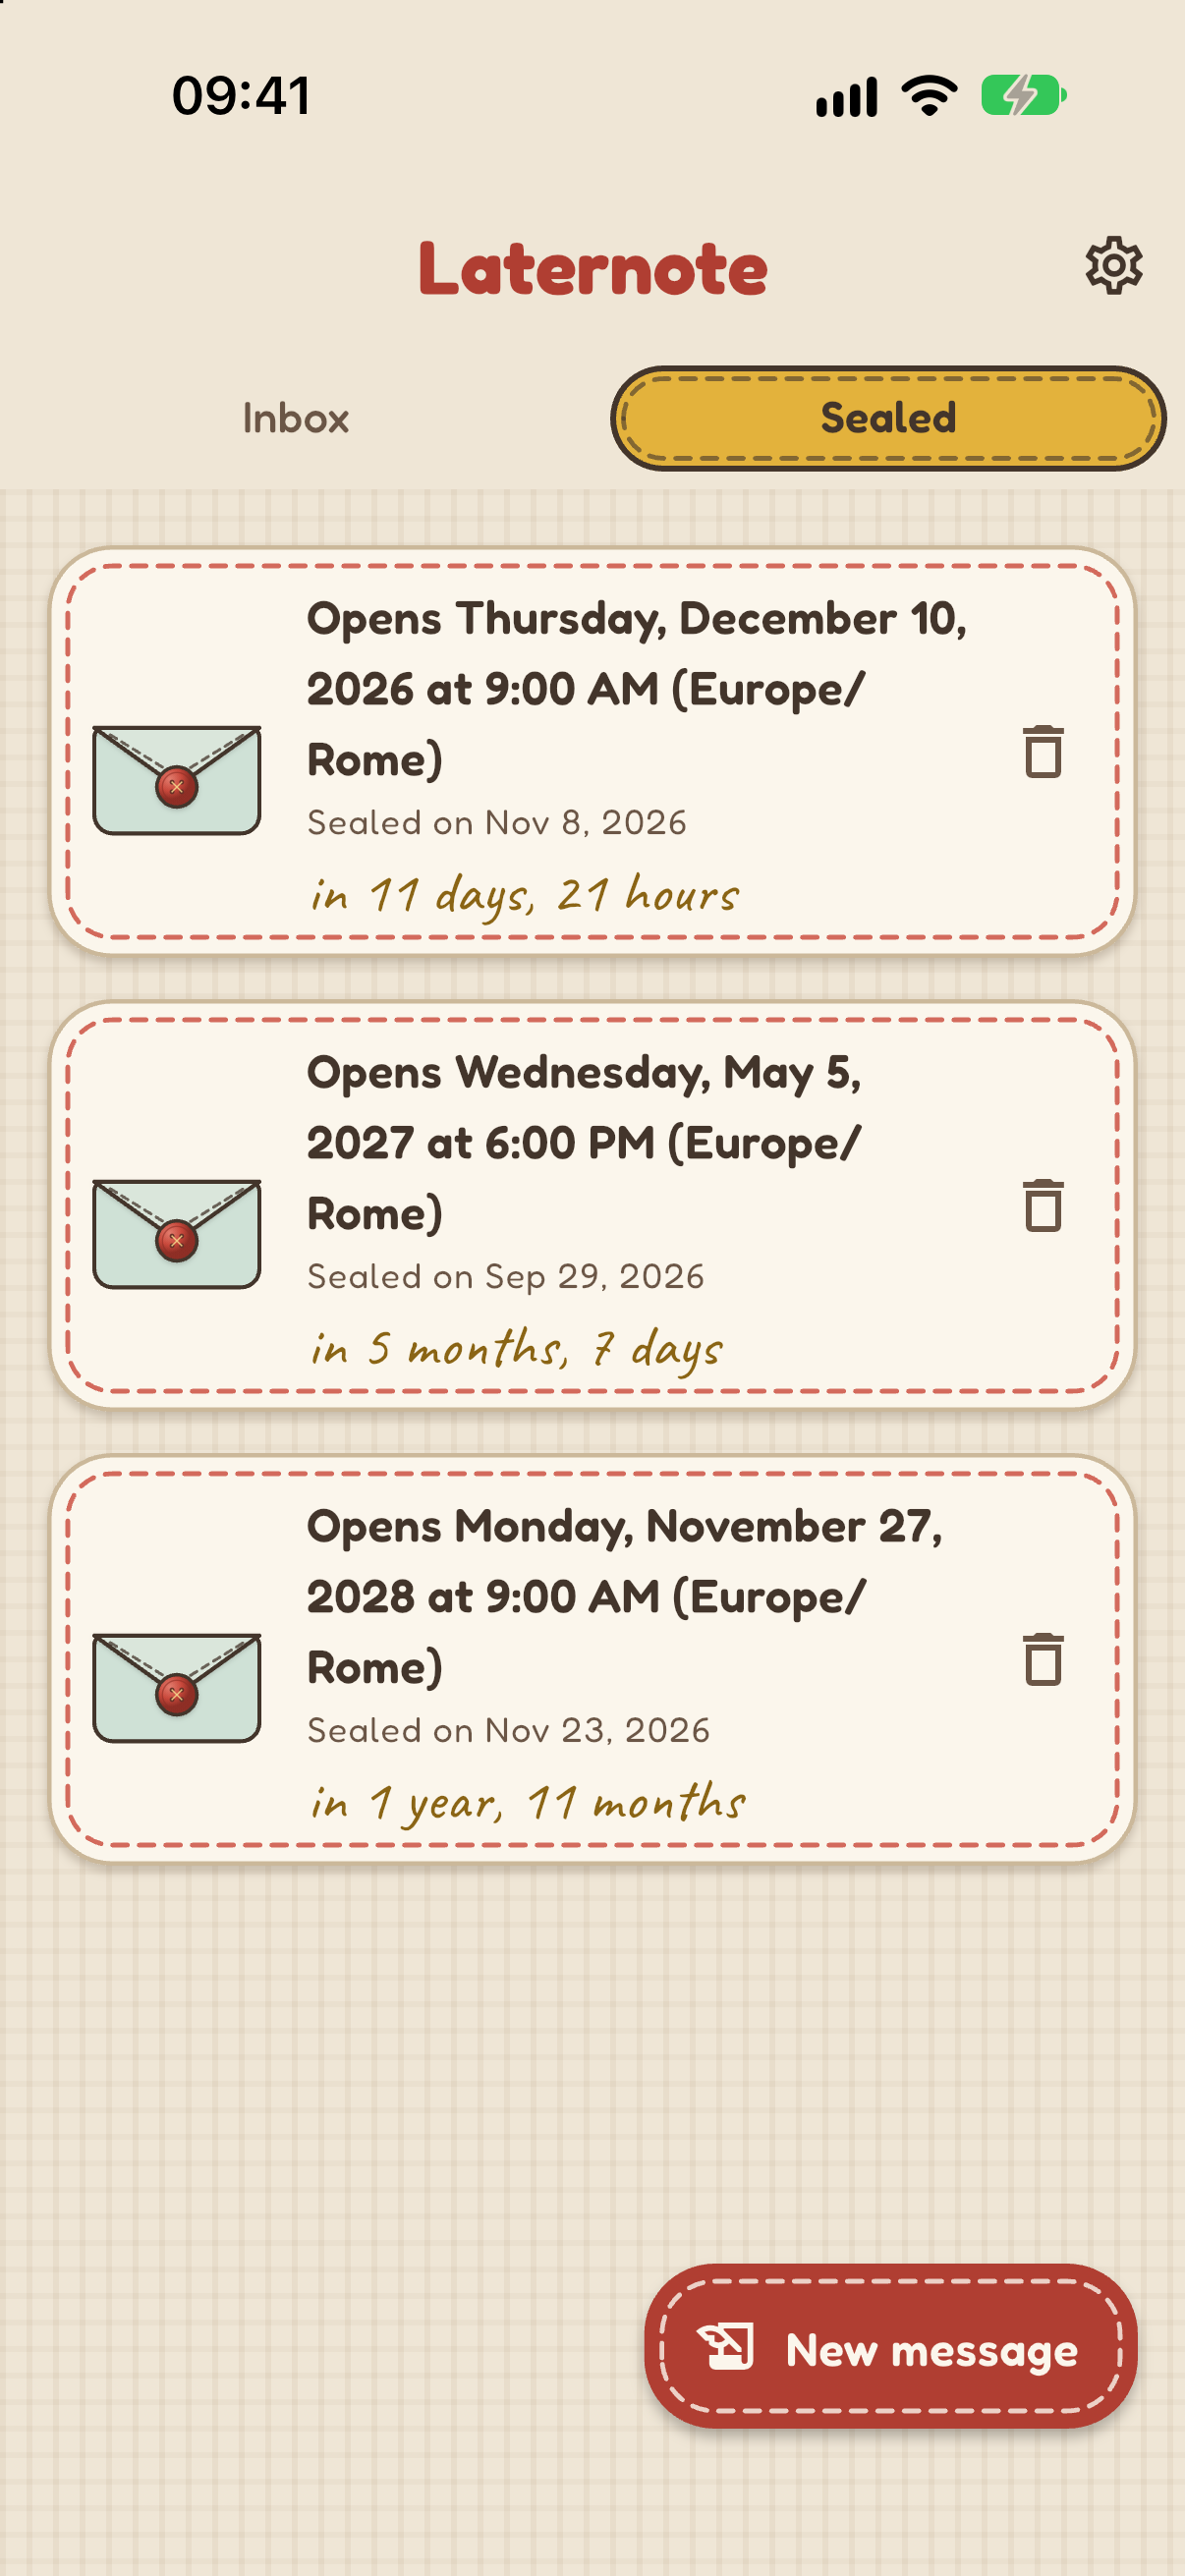 09:41
Laternote
Inbox
Sealed
Opens Thursday, December 10,
2026 at 9:00 AM (Europe/
Rome)
Sealed on Nov 8, 2026
in 11 days, 21 hours
Opens Wednesday, May 5,
2027 at 6:00 PM (Europe/
Rome)
Sealed on Sep 29, 2026
in 5 months, 7 days
Opens Monday, November 27,
2028 at 9:00 AM (Europe/
Rome)
Sealed on Nov 23, 2026
in 1 year, 11 months
New message